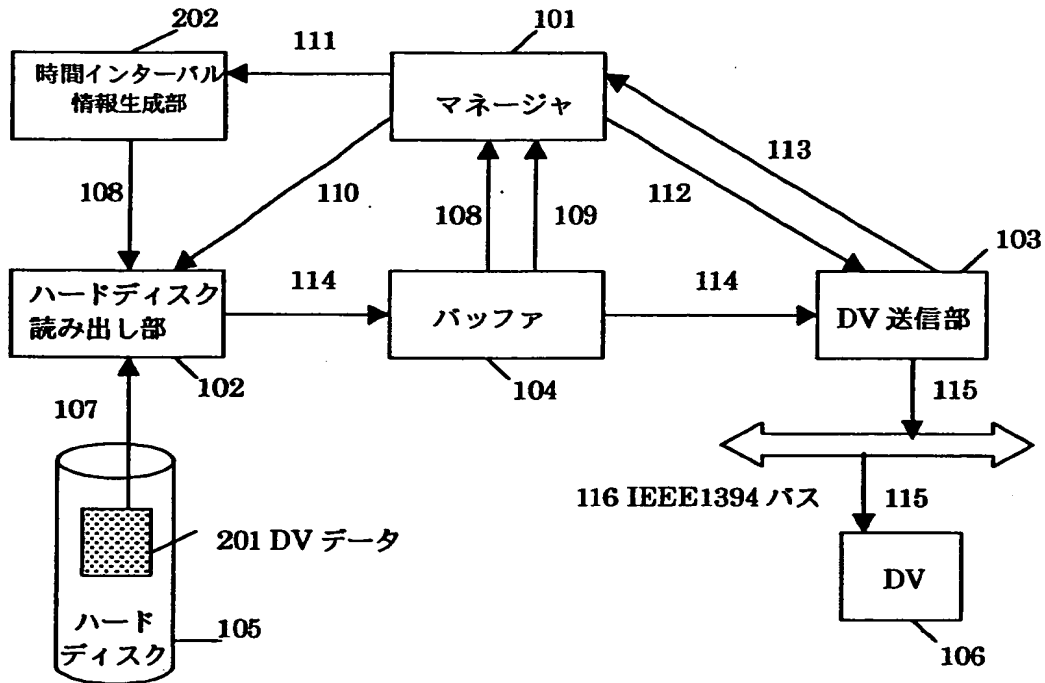 202
101
111
時間インターバル
情報生成部
マネージャ
113
108
110
108
109
112
103
114
114
ハードディスク
読み出し部
バッファ
DV 送信部
102
104
107
115
116 IEEE1394 バス
115
201 DV データ
DV
ハード
ディスク
105
106